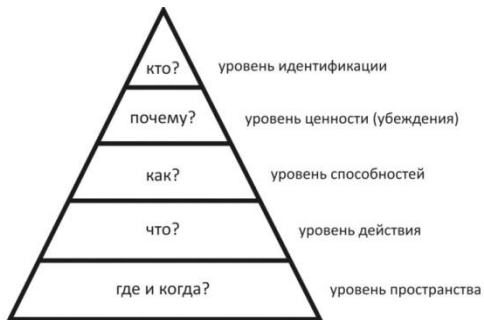 кто? уровень идентификации
почему? уровень ценности (убеждения)
как? уровень способностей
что? уровень действия
где и когда? уровень пространства